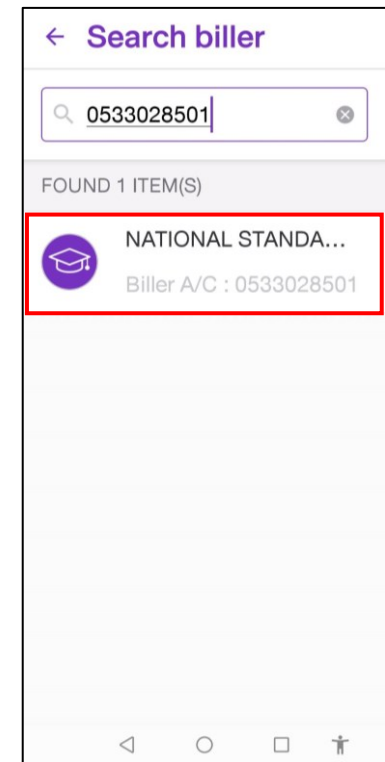 Search biller
0533028501
FOUND 1 ITEM(S)
NATIONAL STANDA...
Biller A/C : 0533028501